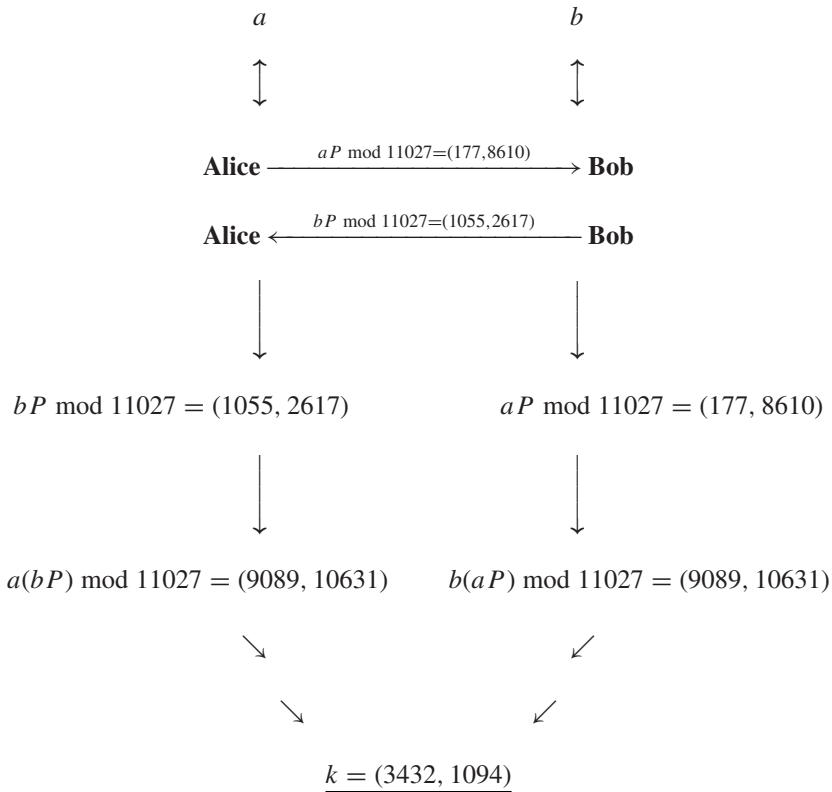 a b
Alice aP mod 11027=(177,8610) Bob
Alice bP mod 11027=(1055,2617) Bob
bP mod 11027 = (1055, 2617) aP mod 11027 = (177, 8610)
a(bP) mod 11027 = (9089, 10631) b(aP) mod 11027 = (9089, 10631)
k = (3432, 1094)